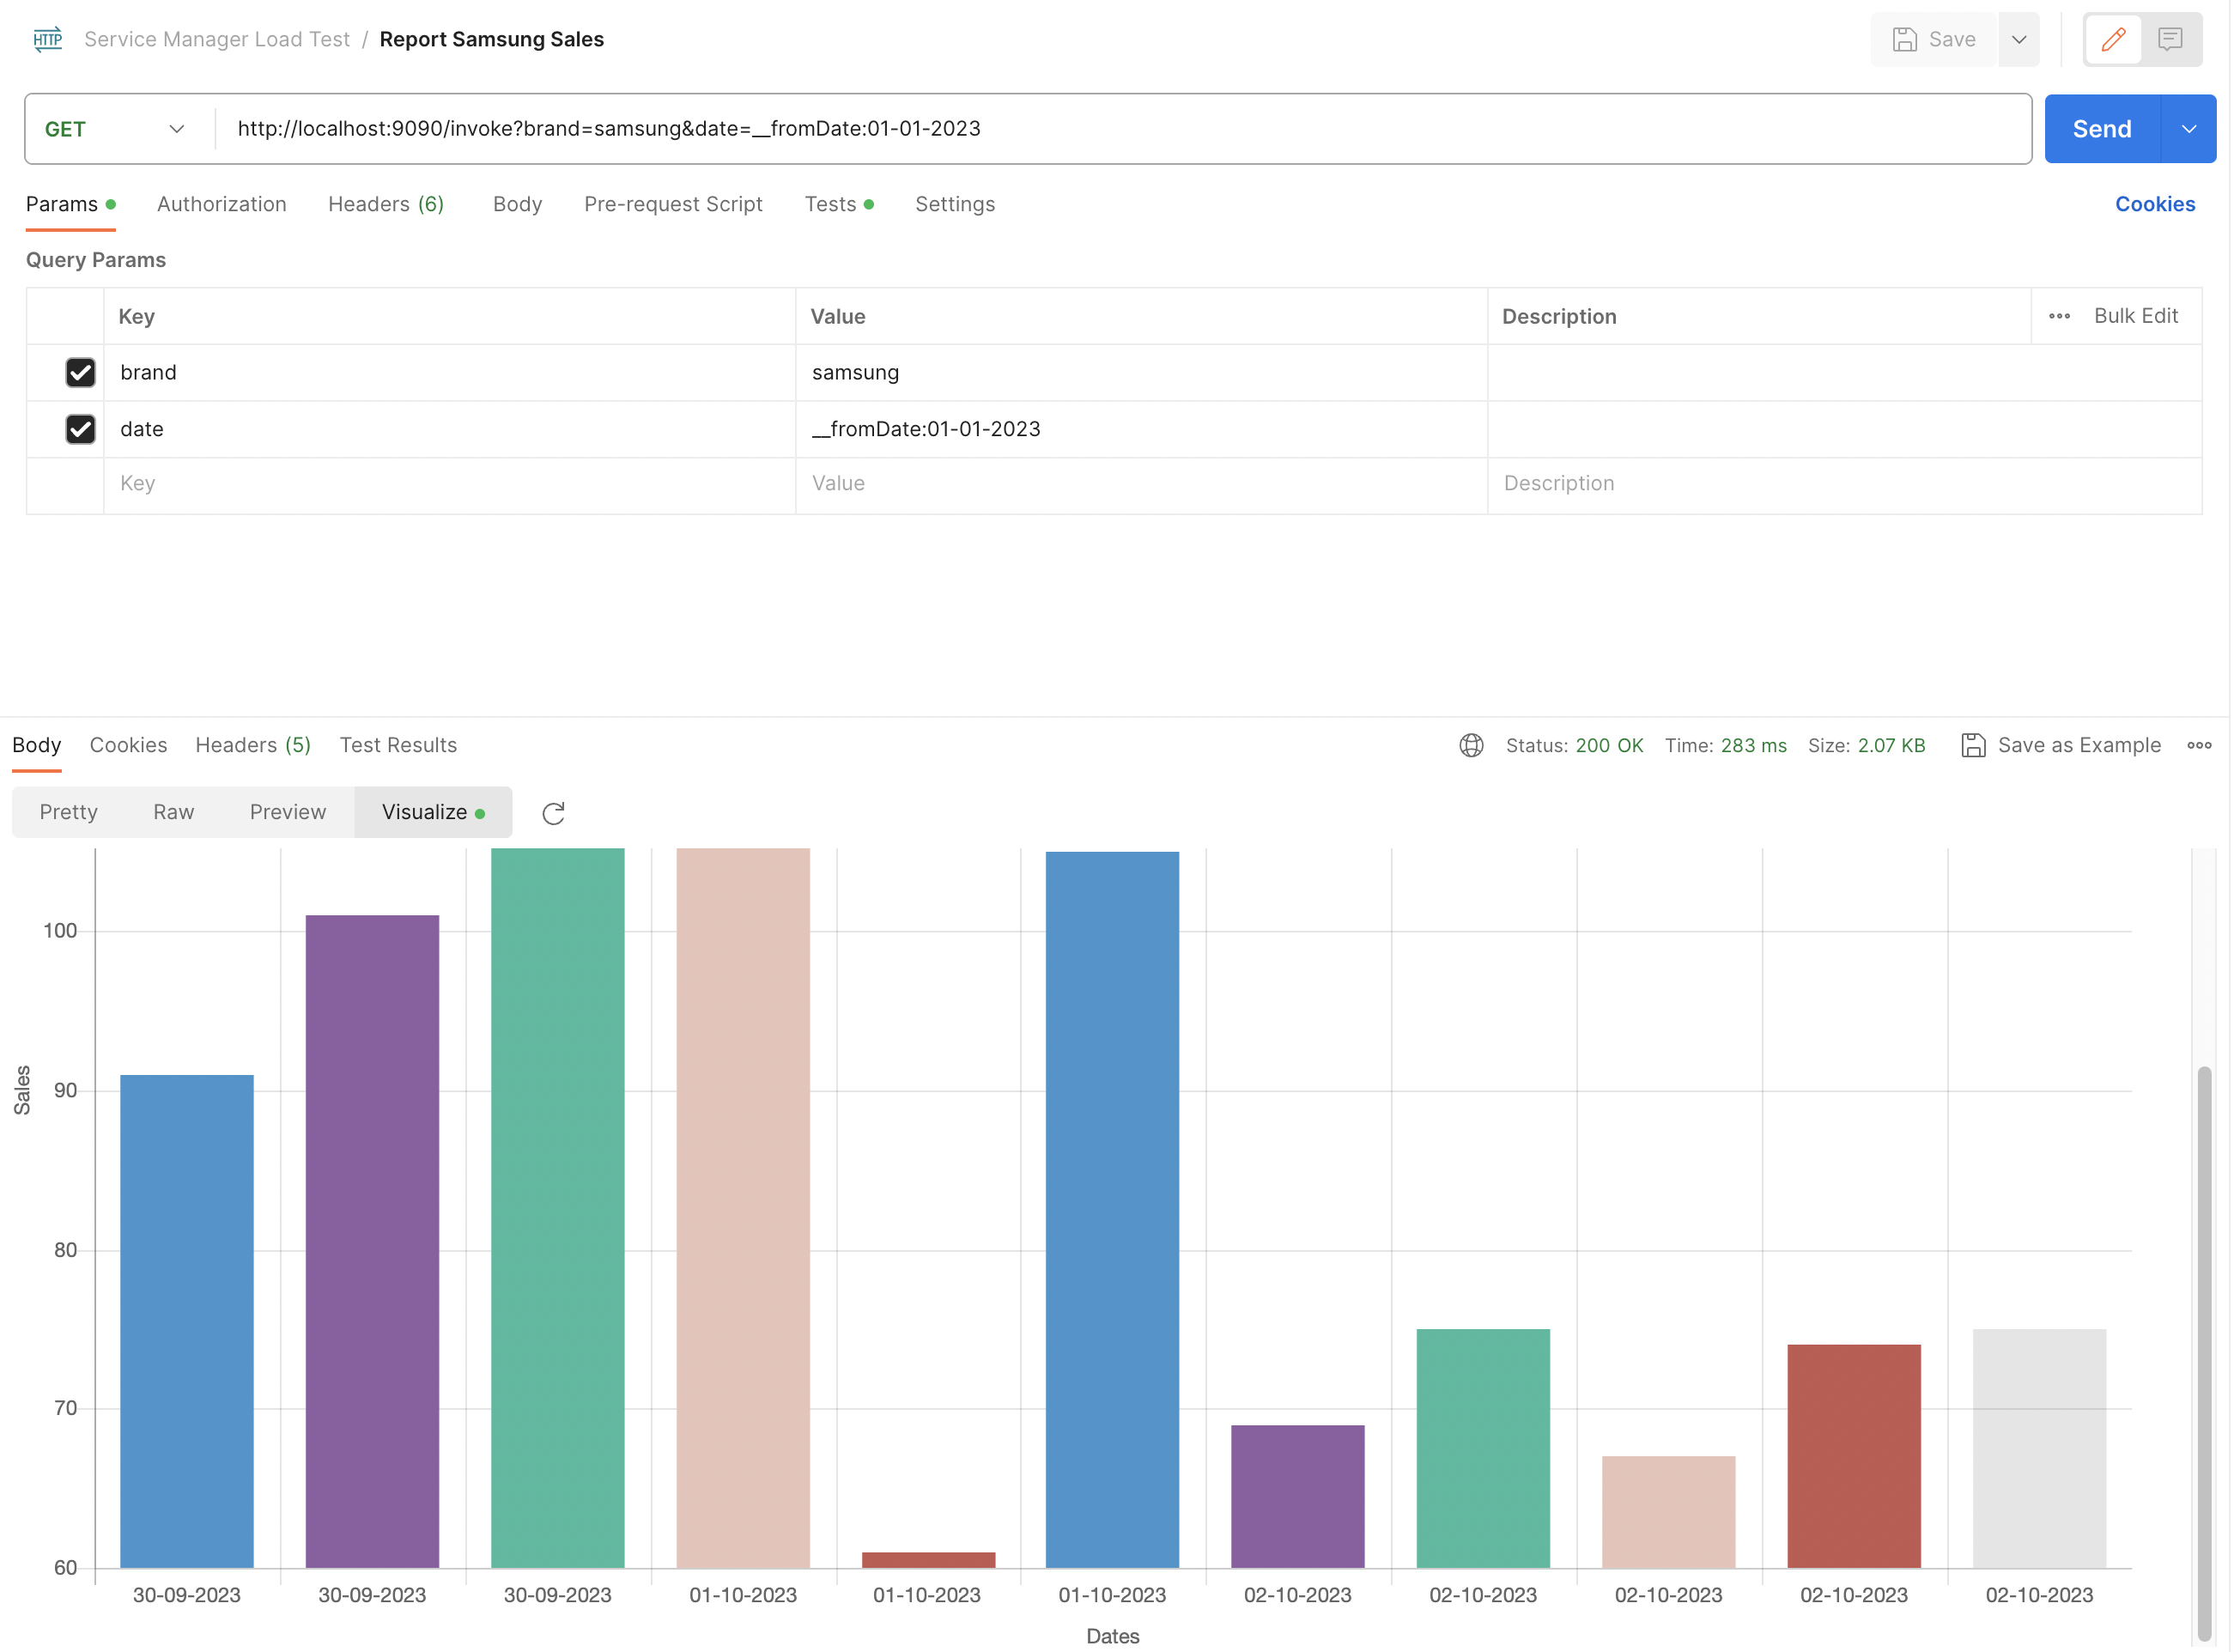 HTTP Service Manager Load Test / Report Samsung Sales Save
GET http://localhost:9090/invoke?brand=samsung&date=__fromDate:01-01-2023 Send
Params Authorization Headers (6) Body Pre-request Script Tests Settings Cookies
Query Params
Key Value Description Bulk Edit
brand samsung
date __fromDate:01-01-2023
Key Value Description
Body Cookies Headers (5) Test Results Status: 200 OK Time: 283 ms Size: 2.07 KB Save as Example
Pretty Raw Preview Visualize
100
90
80
70
60
Sales
30-09-2023 30-09-2023 30-09-2023 01-10-2023 01-10-2023 01-10-2023 02-10-2023 02-10-2023 02-10-2023 02-10-2023 02-10-2023
Dates